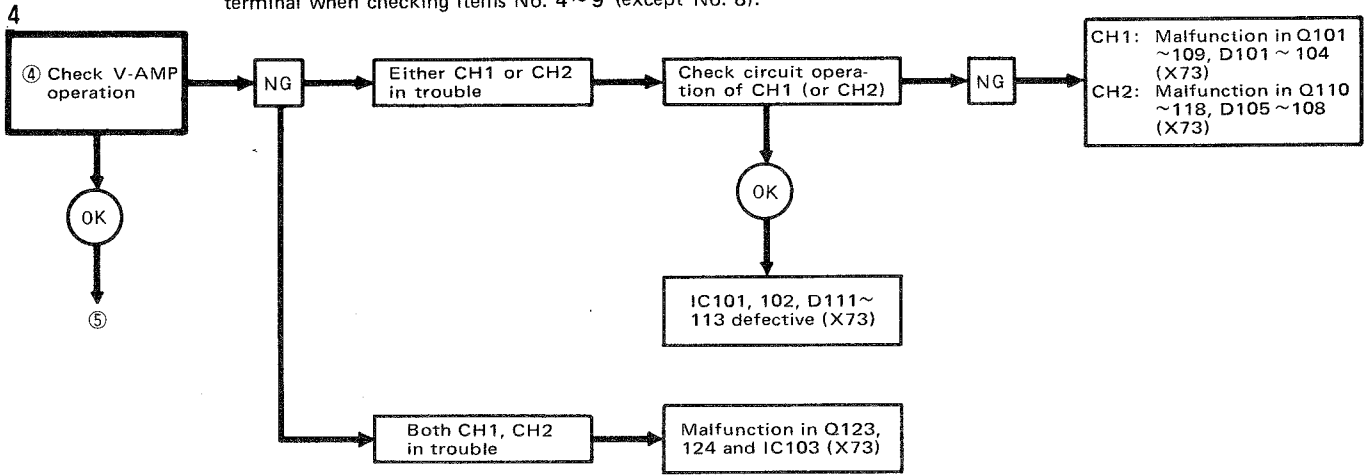 terminal when checking items No. 4~9 (except No. 8).
4
④ Check V-AMP
operation
NG
Either CH1 or CH2
in trouble
Check circuit opera-
tion of CH1 (or CH2)
NG
CH1: Malfunction in Q101
~109, D101~104
(X73)
CH2: Malfunction in Q110
~118, D105~108
(X73)
OK
⑤
OK
IC101, 102, D111~
113 defective (X73)
Both CH1, CH2
in trouble
Malfunction in Q123,
124 and IC103 (X73)